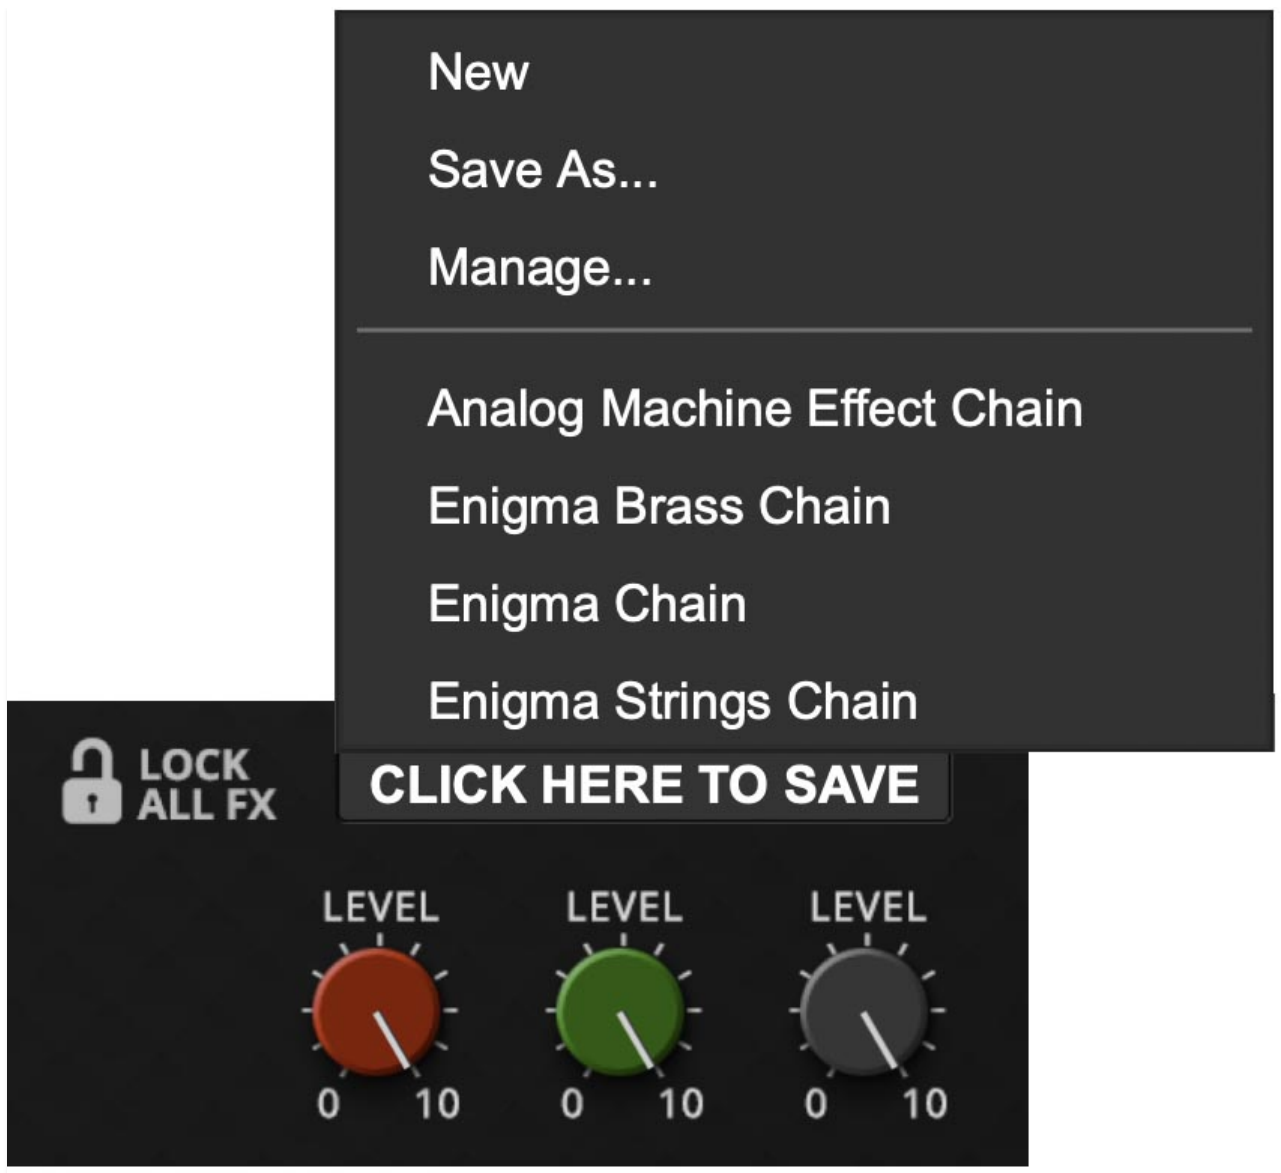 New
Save As...
Manage...
Analog Machine Effect Chain
Enigma Brass Chain
Enigma Chain
Enigma Strings Chain
LOCK
ALL FX
CLICK HERE TO SAVE
LEVEL LEVEL LEVEL
0 10 0 10 0 10